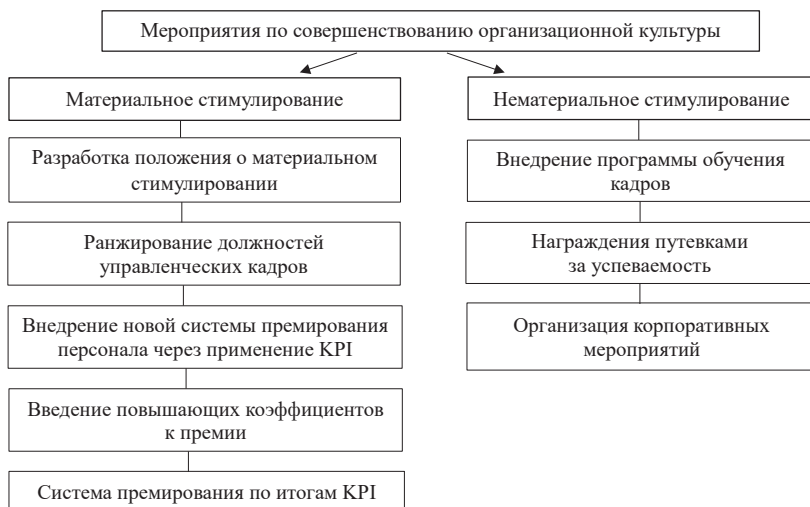 Мероприятия по совершенствованию организационной культуры
Материальное стимулирование
Разработка положения о материальном
стимулировании
Ранжирование должностей
управленческих кадров
Внедрение новой системы премирования
персонала через применение KPI
Введение повышающих коэффициентов
к премии
Система премирования по итогам KPI
Нематериальное стимулирование
Внедрение программы обучения
кадров
Награждения путевками
за успеваемость
Организация корпоративных
мероприятий